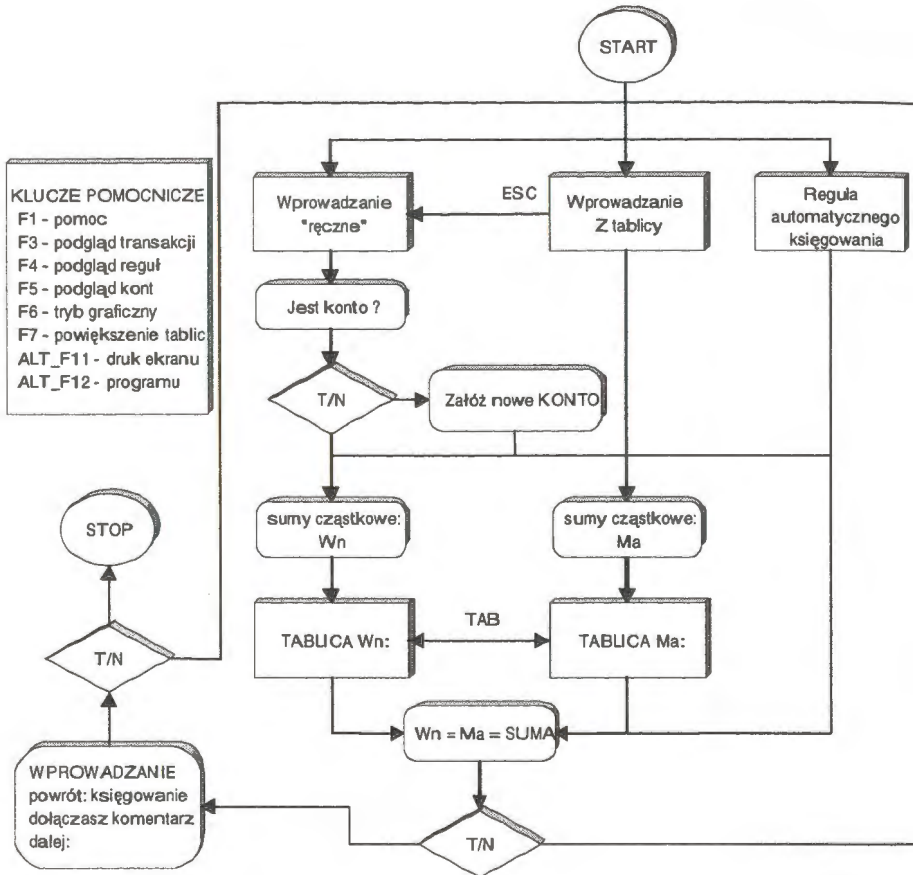 START
KLUCZE POMOCNICZE
F1 - pomoc
F3 - podgląd transakcji
F4 - podgląd reguł
F5 - podgląd kont
F6 - tryb graficzny
F7 - powiększenie tablic
ALT_F11 - druk ekranu
ALT_F12 - programu
Wprowadzanie
"ręczne"
ESC
Wprowadzanie
Z tablicy
Reguła
automatycznego
księgowania
Jest konto ?
T/N
Załóż nowe KONTO
sumy cząstkowe:
Wn
sumy cząstkowe:
Ma
STOP
TABLICA Wn:
TAB
TABLICA Ma:
T/N
Wn = Ma = SUMA
WPROWADZANIE
powrót: księgowanie
dołączasz komentarz
dalej:
T/N